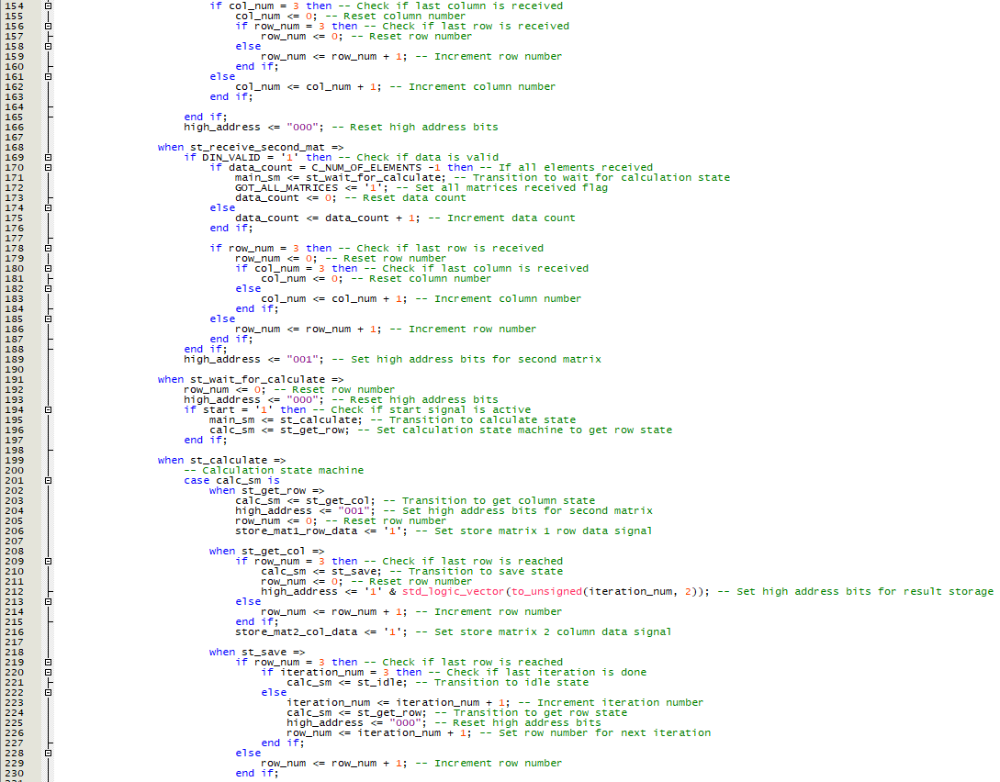 154 if col_num = 3 then -- Check if last column is received
155 col_num <= 0; -- Reset column number
156 if row_num = 3 then -- Check if last row is received
157 row_num <= 0; -- Reset row number
158 else
159 row_num <= row_num + 1; -- Increment row number
160 end if;
161 else
162 col_num <= col_num + 1; -- Increment column number
163 end if;
164
165 end if;
166 high_address <= "000"; -- Reset high address bits
167
168 when st_receive_second_mat =>
169 if DIN_VALID = '1' then -- Check if data is valid
170 if data_count = C_NUM_OF_ELEMENTS -1 then -- If all elements received
171 main_sm <= st_wait_for_calculate; -- Transition to wait for calculation state
172 GOT_ALL_MATRICES <= '1'; -- Set all matrices received flag
173 data_count <= 0; -- Reset data count
174 else
175 data_count <= data_count + 1; -- Increment data count
176 end if;
177
178 if row_num = 3 then -- Check if last row is received
179 row_num <= 0; -- Reset row number
180 if col_num = 3 then -- Check if last column is received
181 col_num <= 0; -- Reset column number
182 else
183 col_num <= col_num + 1; -- Increment column number
184 end if;
185 else
186 row_num <= row_num + 1; -- Increment row number
187 end if;
188 end if;
189 high_address <= "001"; -- Set high address bits for second matrix
190
191 when st_wait_for_calculate =>
192 row_num <= 0; -- Reset row number
193 high_address <= "000"; -- Reset high address bits
194 if start = '1' then -- Check if start signal is active
195 main_sm <= st_calculate; -- Transition to calculate state
196 calc_sm <= st_get_row; -- Set calculation state machine to get row state
197 end if;
198
199 when st_calculate =>
200 -- Calculation state machine
201 case calc_sm is
202 when st_get_row =>
203 calc_sm <= st_get_col; -- Transition to get column state
204 high_address <= "001"; -- Set high address bits for second matrix
205 row_num <= 0; -- Reset row number
206 store_mat1_row_data <= '1'; -- Set store matrix 1 row data signal
207
208 when st_get_col =>
209 if row_num = 3 then -- Check if last row is reached
210 calc_sm <= st_save; -- Transition to save state
211 row_num <= 0; -- Reset row number
212 high_address <= '1' & std_logic_vector(to_unsigned(iteration_num, 2)); -- Set high address bits for result storage
213 else
214 row_num <= row_num + 1; -- Increment row number
215 end if;
216 store_mat2_col_data <= '1'; -- Set store matrix 2 column data signal
217
218 when st_save =>
219 if row_num = 3 then -- Check if last row is reached
220 if iteration_num = 3 then -- Check if last iteration is done
221 calc_sm <= st_idle; -- Transition to idle state
222 else
223 iteration_num <= iteration_num + 1; -- Increment iteration number
224 calc_sm <= st_get_row; -- Transition to get row state
225 high_address <= "000"; -- Reset high address bits
226 row_num <= iteration_num + 1; -- Set row number for next iteration
227 end if;
228 else
229 row_num <= row_num + 1; -- Increment row number
230 end if;